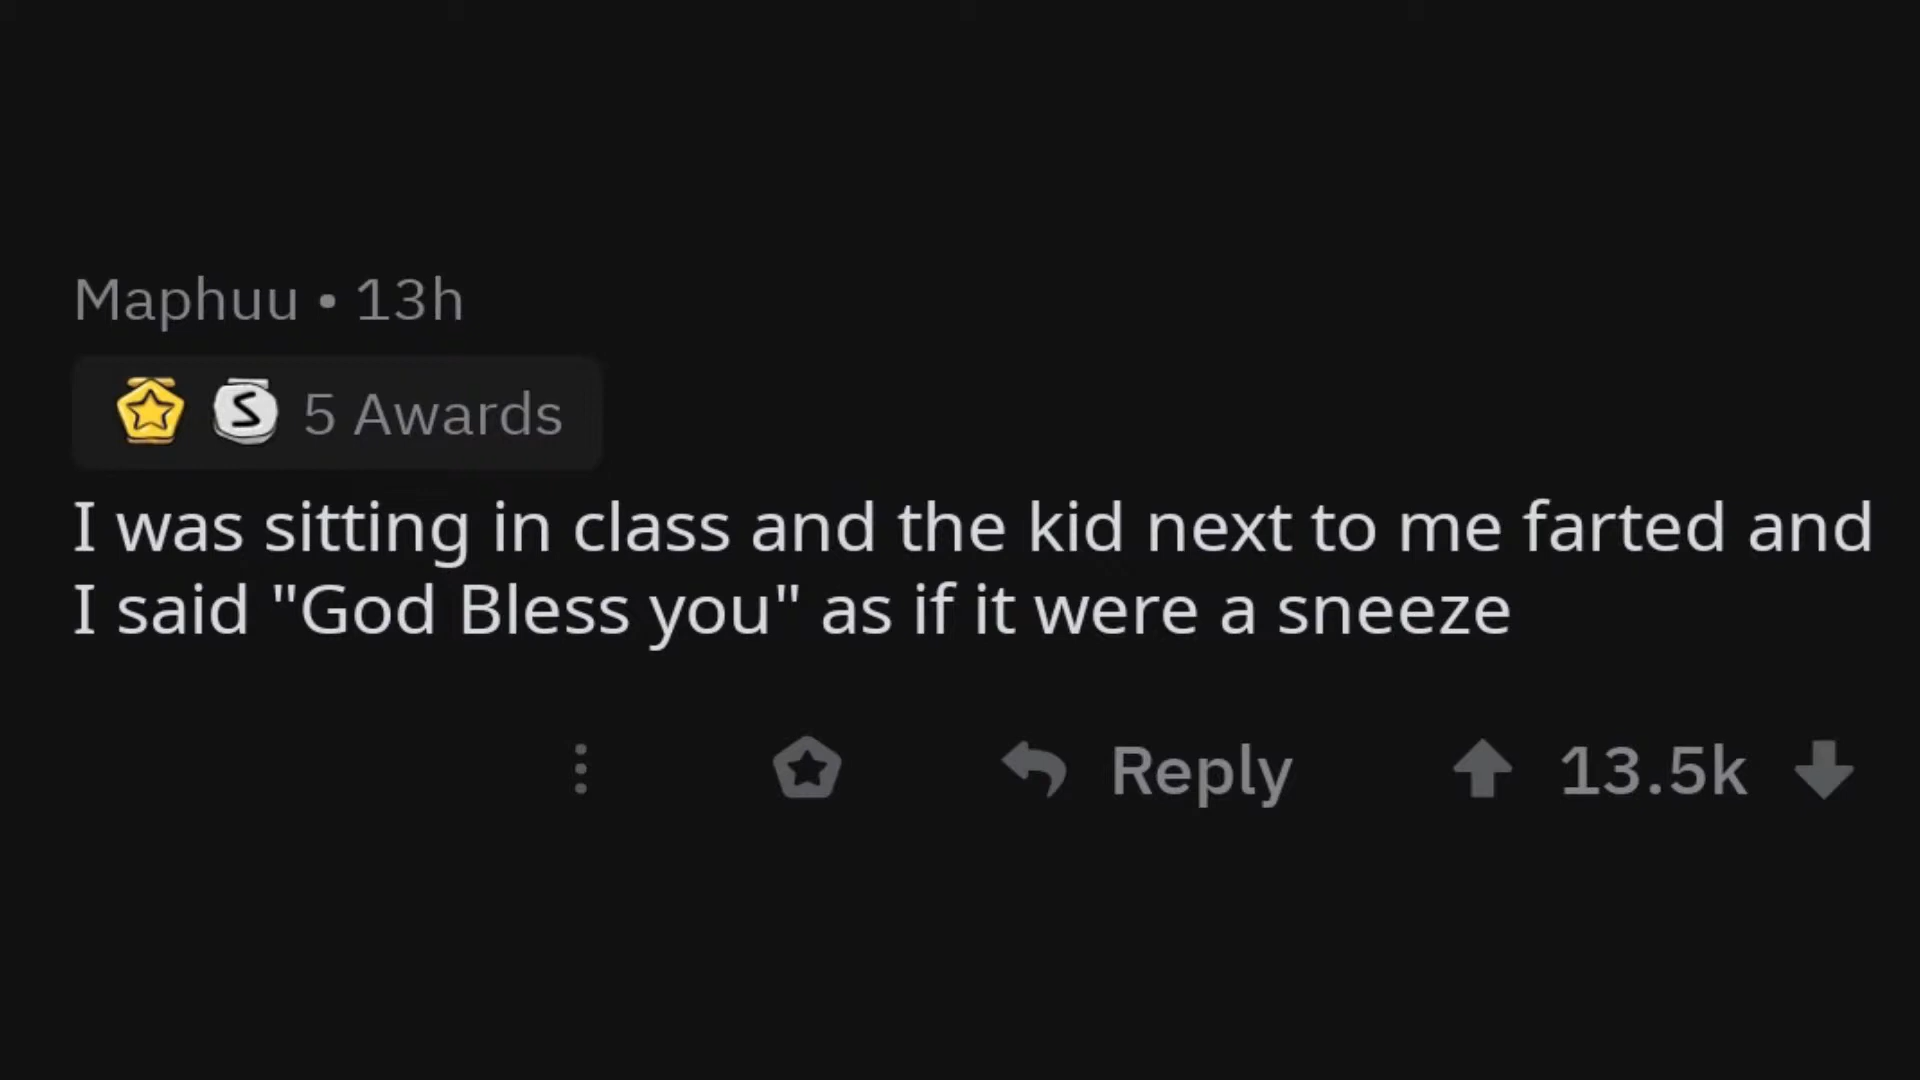 Maphuu • 13h
S 5 Awards
I was sitting in class and the kid next to me farted and
I said "God Bless you" as if it were a sneeze
Reply 13.5k